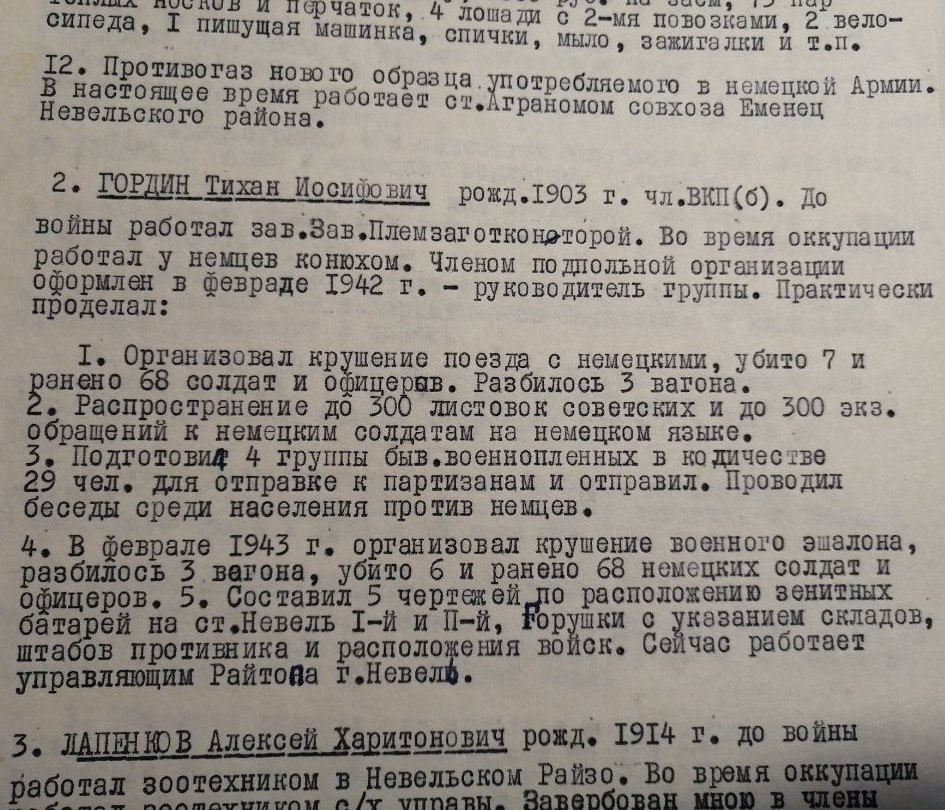 теплых носков и перчаток, 4 лошади с 2-мя повозками, 2 вело-
сипеда, I пишущая машинка, спички, мыло, зажигалки и т.п.
I2. Противогаз нового образца употребляемого в немецкой Армии.
В настоящее время работает ст.Аграномом совхоза Еменец
Невельского района.
2. ГОРДИН Тихан Иосифович рожд.I903 г. чл.ВКП(б). До
войны работал зав.Зав.Племзаготконоторой. Во время оккупации
работал у немцев конюхом. Членом подпольной организации
оформлен в февраде I942 г. - руководитель группы. Практически
проделал:
I. Организовал крушение поезда с немецкими, убито 7 и
ранено 68 солдат и офицеров. Разбилось 3 вагона.
2. Распространение до 300 листовок советских и до 300 экз.
обращений к немецким солдатам на немецком языке.
3. Подготовил 4 группы быв.военнопленных в кодичестве
29 чел. для отправке к партизанам и отправил. Проводил
беседы среди населения против немцев.
4. В феврале I943 г. организовал крушение военного эшалона,
разбилось 3 вагона, убито 6 и ранено 68 немецких солдат и
офицеров. 5. Составил 5 чертежей по расположению зенитных
батарей на ст.Невель I-й и П-й, Горушки с указанием складов,
штабов противника и расположения войск. Сейчас работает
управляющим Райтопа г.Невель.
3. ЛАПЕНКОВ Алексей Харитонович рожд. I9I4 г. до войны
работал зоотехником в Невельском Райзо. Во время оккупации
работал зоотехником с/х управы. Завербован мною в члены